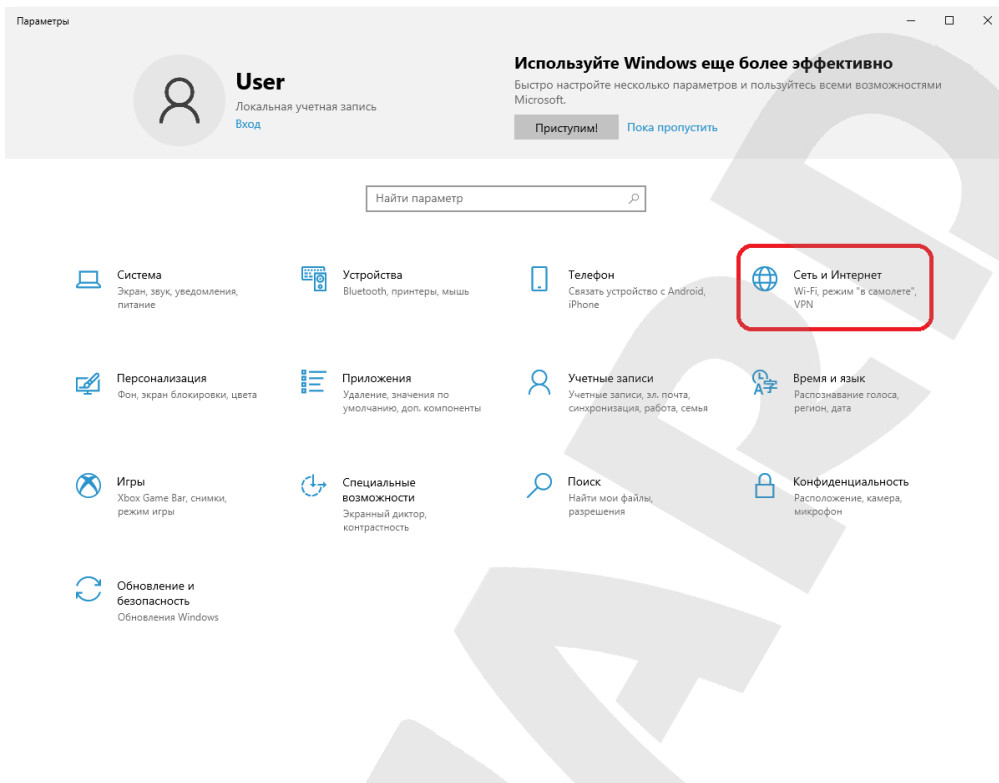 Параметры
User
Локальная учетная запись
Вход
Используйте Windows еще более эффективно
Быстро настройте несколько параметров и пользуйтесь всеми возможностями
Microsoft.
Приступим!
Пока пропустить
Найти параметр
Система
Экран, звук, уведомления,
питание
Устройства
Bluetooth, принтеры, мышь
Телефон
Связать устройство с Android,
iPhone
Сеть и Интернет
Wi-Fi, режим "в самолете",
VPN
Персонализация
Фон, экран блокировки, цвета
Приложения
Удаление, значения по
умолчанию, доп. компоненты
Учетные записи
Учетные записи, эл. почта,
синхронизация, работа, семья
Время и язык
Распознавание голоса,
регион, дата
Игры
Xbox Game Bar, снимки,
режим игры
Специальные
возможности
Экранный диктор,
контрастность
Поиск
Найти мои файлы,
разрешения
Конфиденциальность
Расположение, камера,
микрофон
Обновление и
безопасность
Обновления Windows